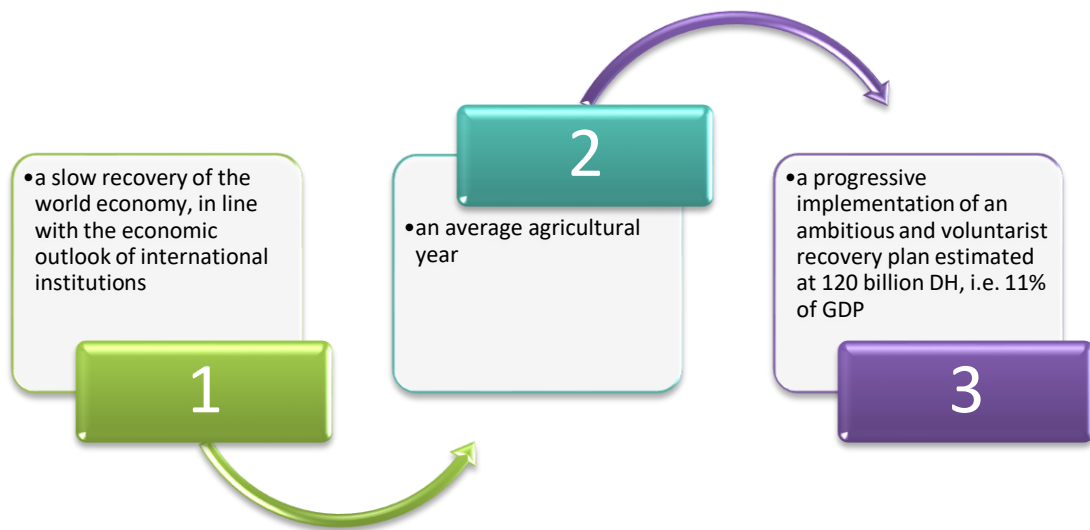 •a slow recovery of the
world economy, in line
with the economic
outlook of international
institutions
1
2
•an average agricultural
year
•a progressive
implementation of an
ambitious and voluntarist
recovery plan estimated
at 120 billion DH, i.e. 11%
of GDP
3